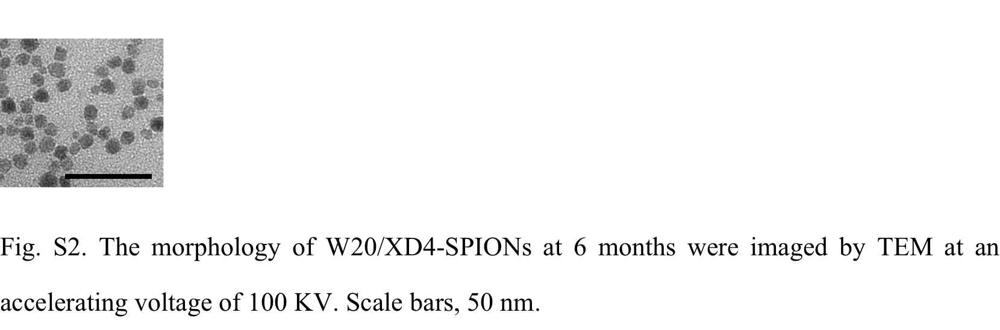 Fig. S2. The morphology of W20/XD4-SPIONs at 6 months were imaged by TEM at an
accelerating voltage of 100 KV. Scale bars, 50 nm.